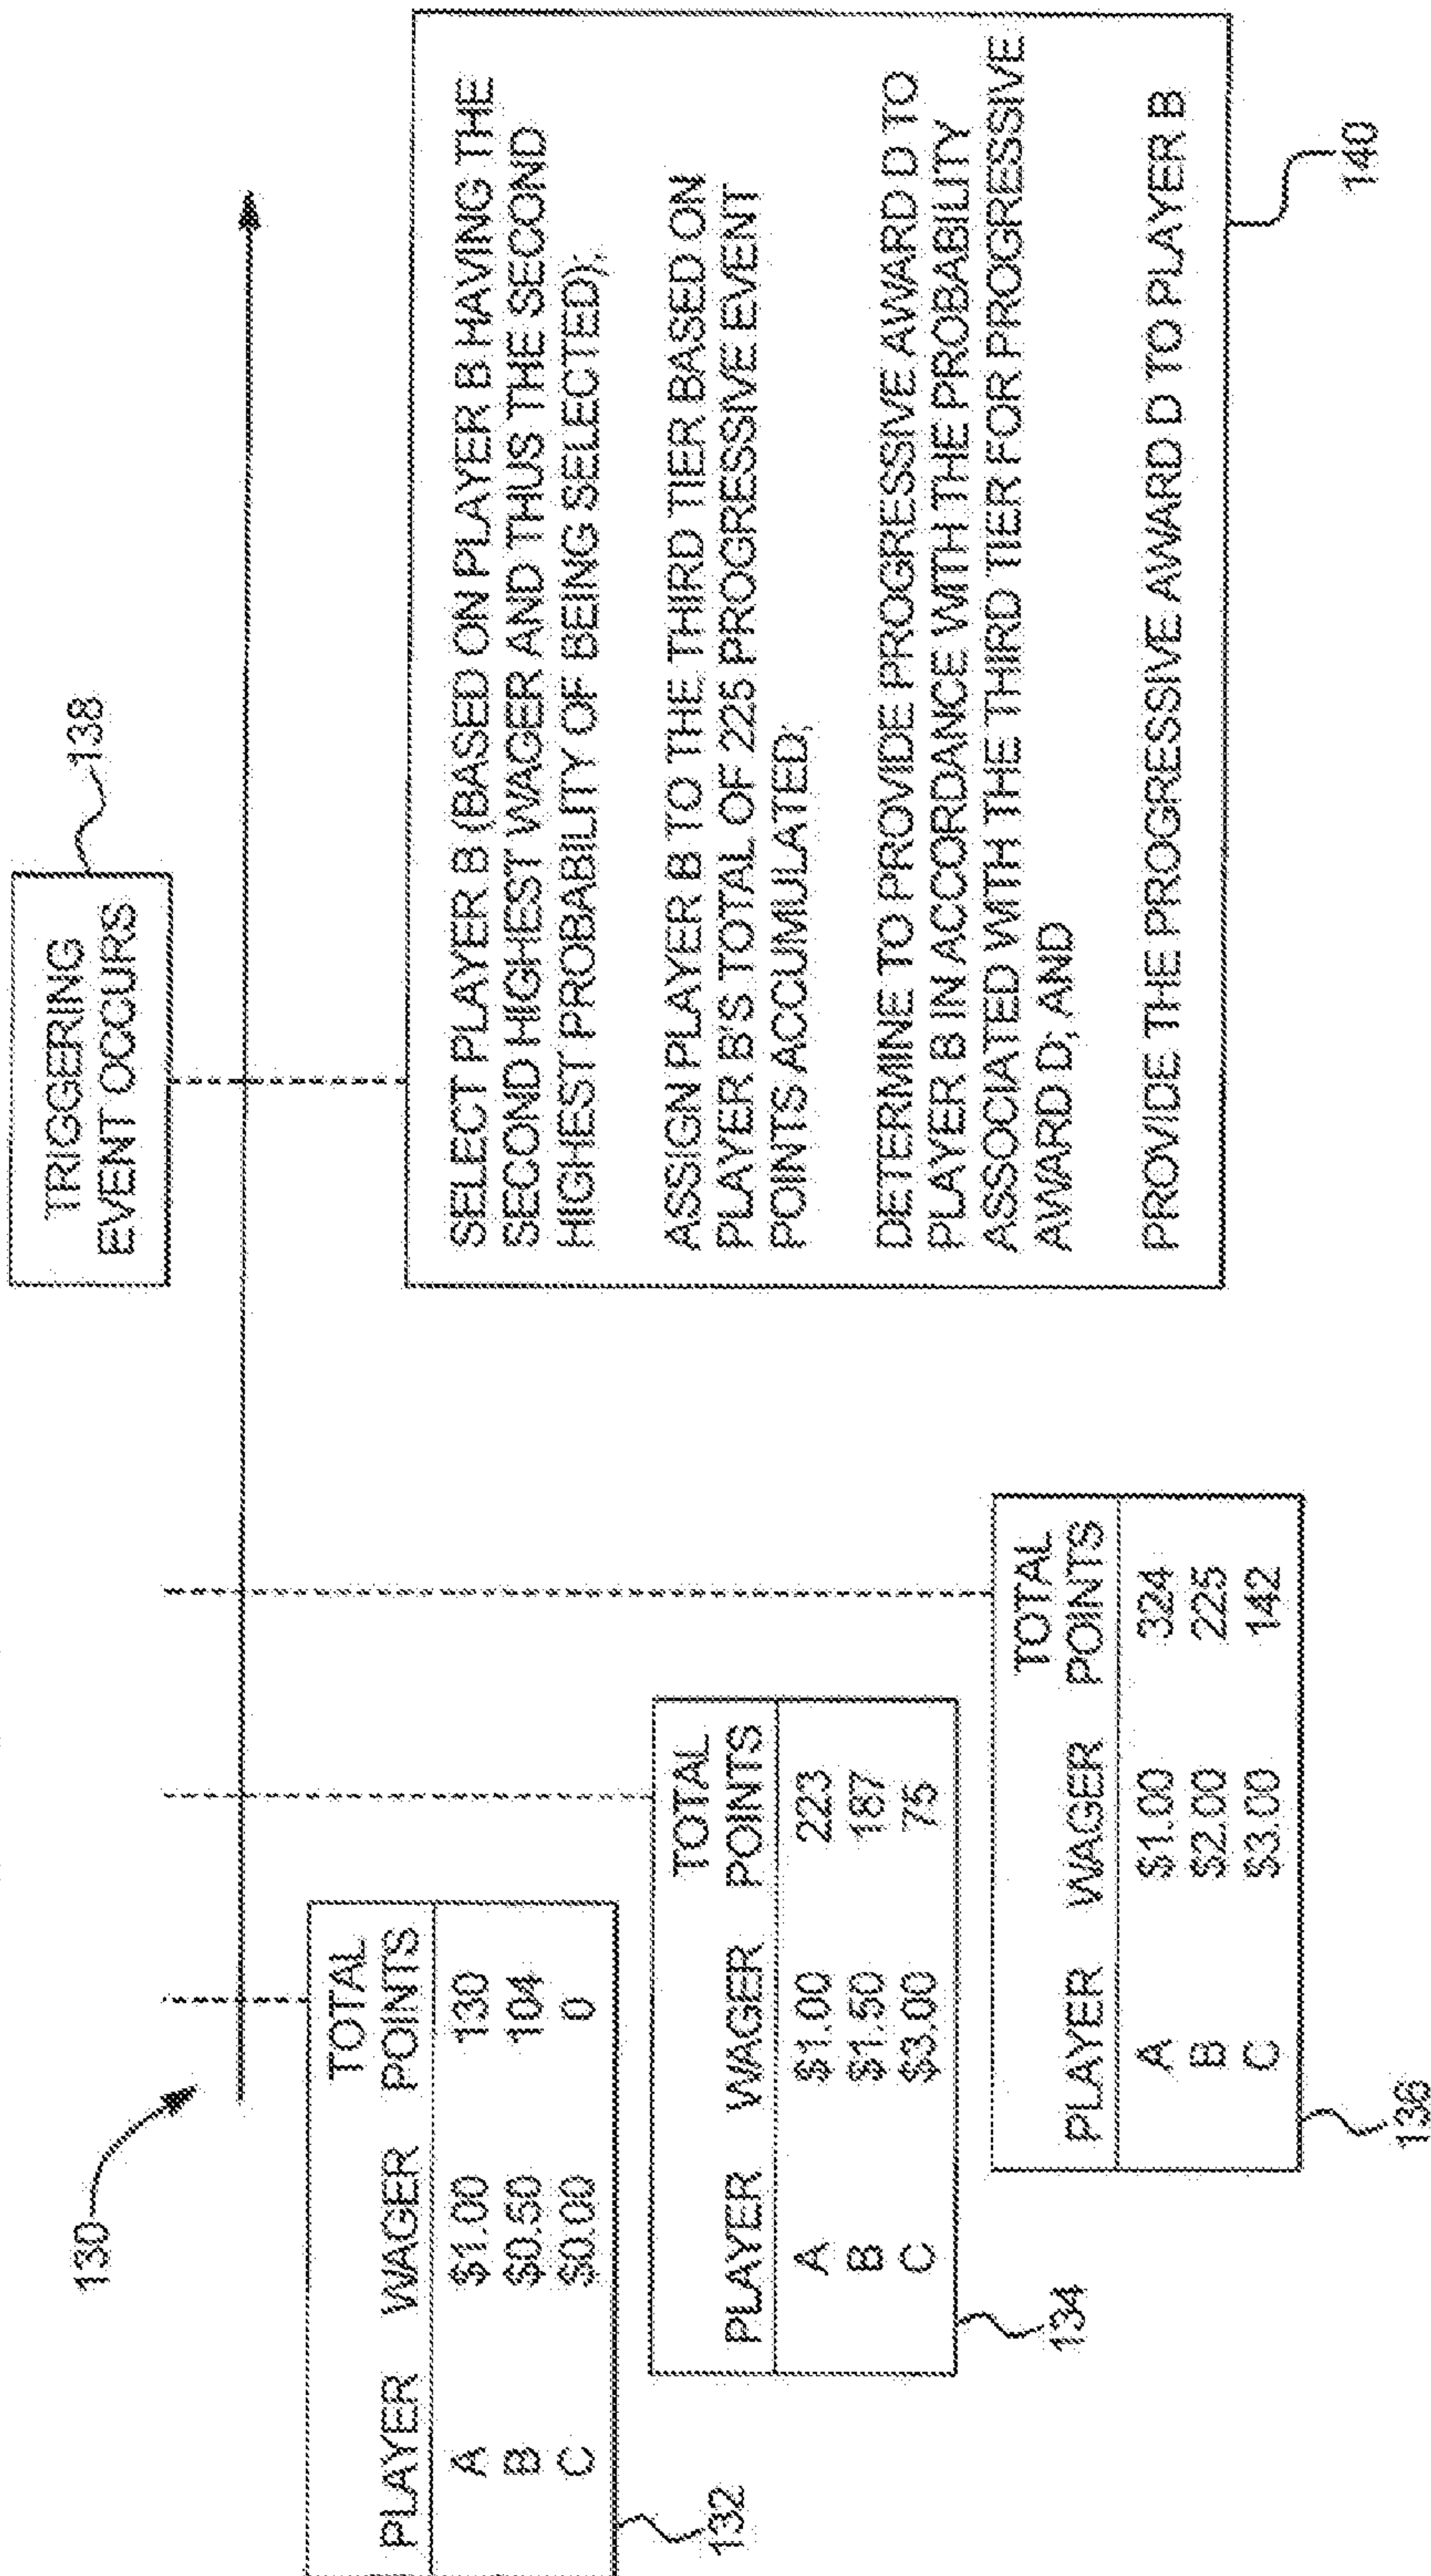 130
PLAYER WAGER TOTAL POINTS
A $1.00 130
B $0.50 104
C $0.00 0
132
PLAYER WAGER TOTAL POINTS
A $1.00 223
B $1.50 187
C $3.00 75
134
PLAYER WAGER TOTAL POINTS
A $1.00 324
B $2.00 225
C $3.00 142
136
TRIGGERING
EVENT OCCURS
138
SELECT PLAYER B (BASED ON PLAYER B HAVING THE
SECOND HIGHEST WAGER AND THUS THE SECOND
HIGHEST PROBABILITY OF BEING SELECTED);
ASSIGN PLAYER B TO THE THIRD TIER BASED ON
PLAYER B'S TOTAL OF 225 PROGRESSIVE EVENT
POINTS ACCUMULATED;
DETERMINE TO PROVIDE PROGRESSIVE AWARD D TO
PLAYER B IN ACCORDANCE WITH THE PROBABILITY
ASSOCIATED WITH THE THIRD TIER FOR PROGRESSIVE
AWARD D; AND
PROVIDE THE PROGRESSIVE AWARD D TO PLAYER B
140